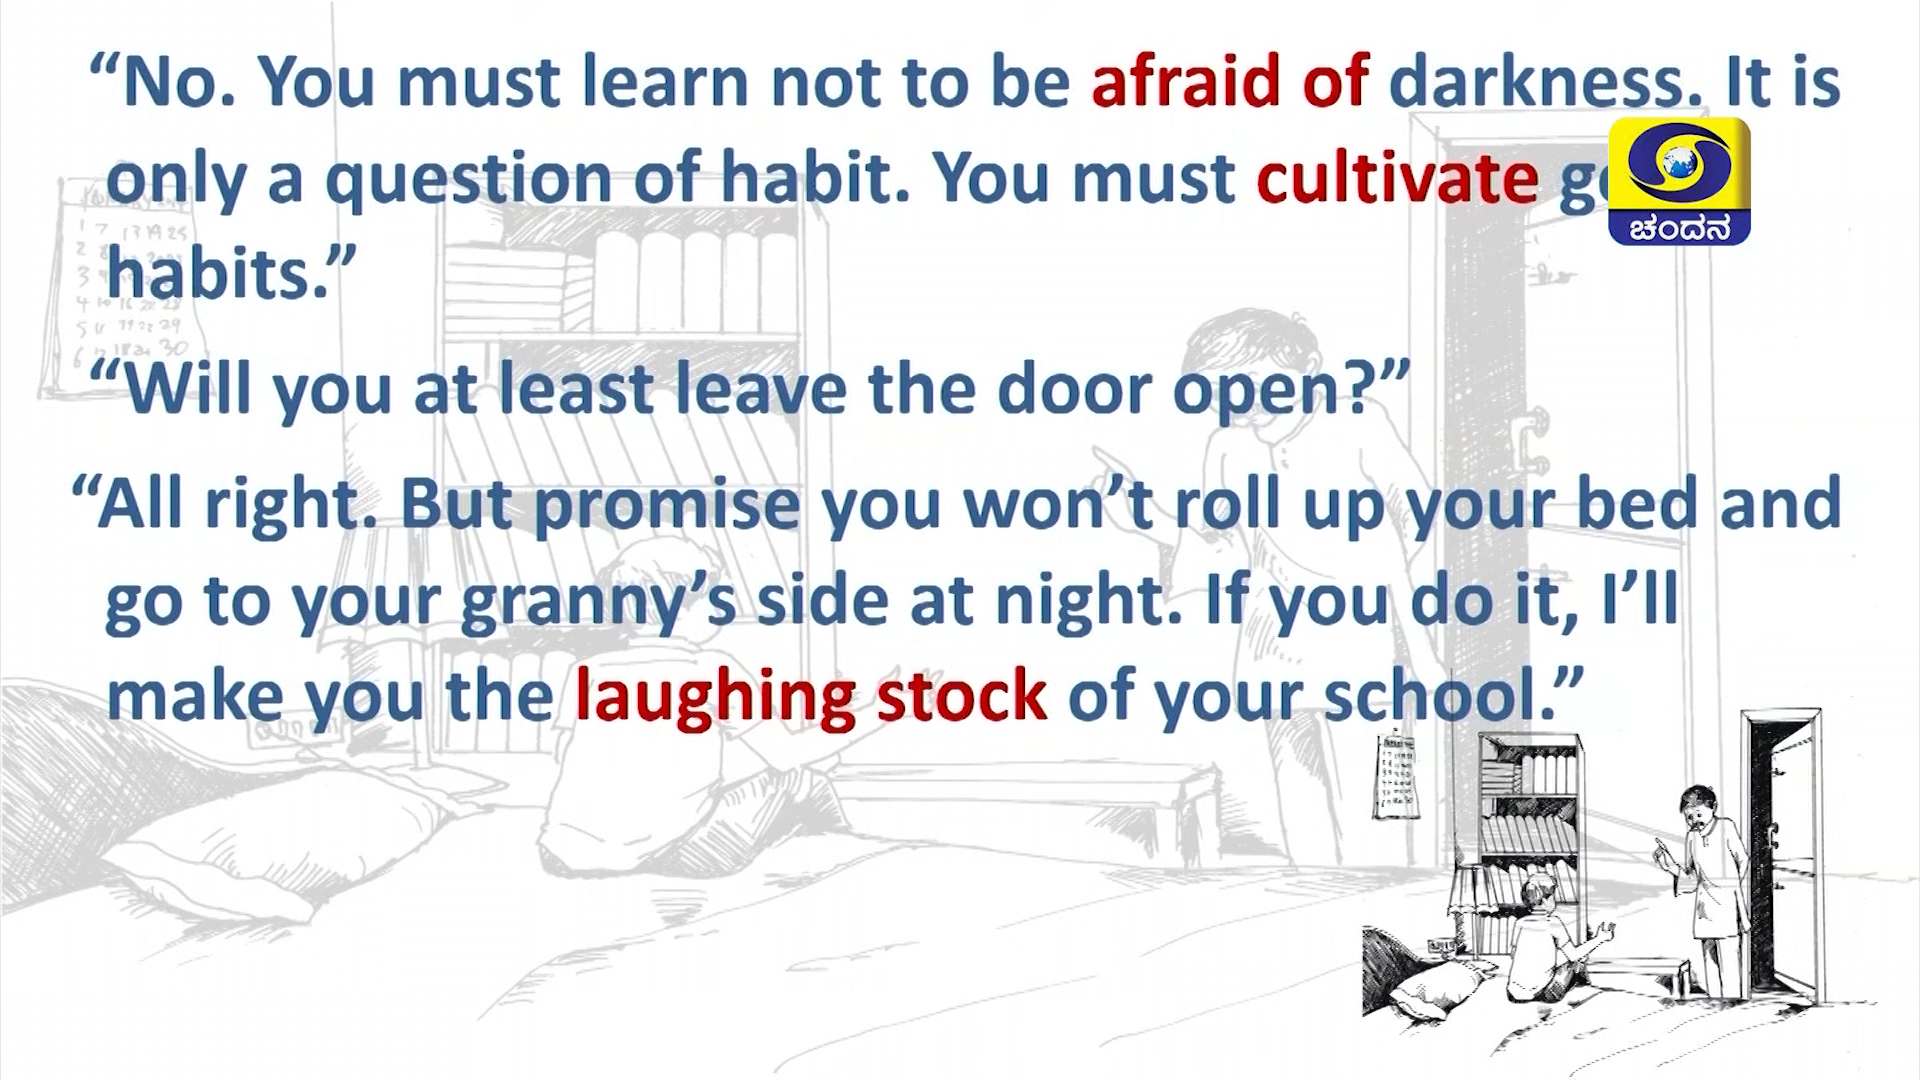 “No. You must learn not to be afraid of darkness. It is
only a question of habit. You must cultivate
habits.”
ಚಂದನ
“Will you at least leave the door open?”
“All right. But promise you won’t roll up your bed and
go to your granny’s side at night. If you do it, I’ll
make you the laughing stock of your school.”